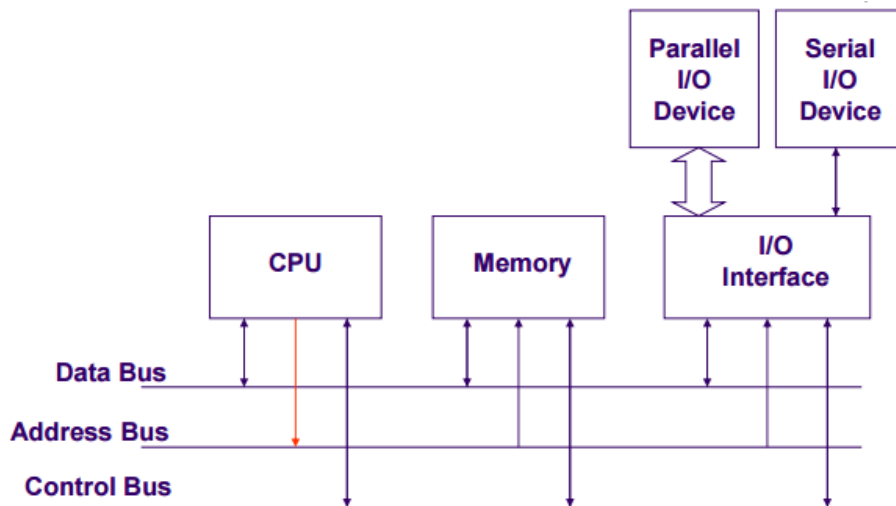 Parallel
I/O
Device
Serial
I/O
Device
CPU
Memory
I/O
Interface
Data Bus
Address Bus
Control Bus